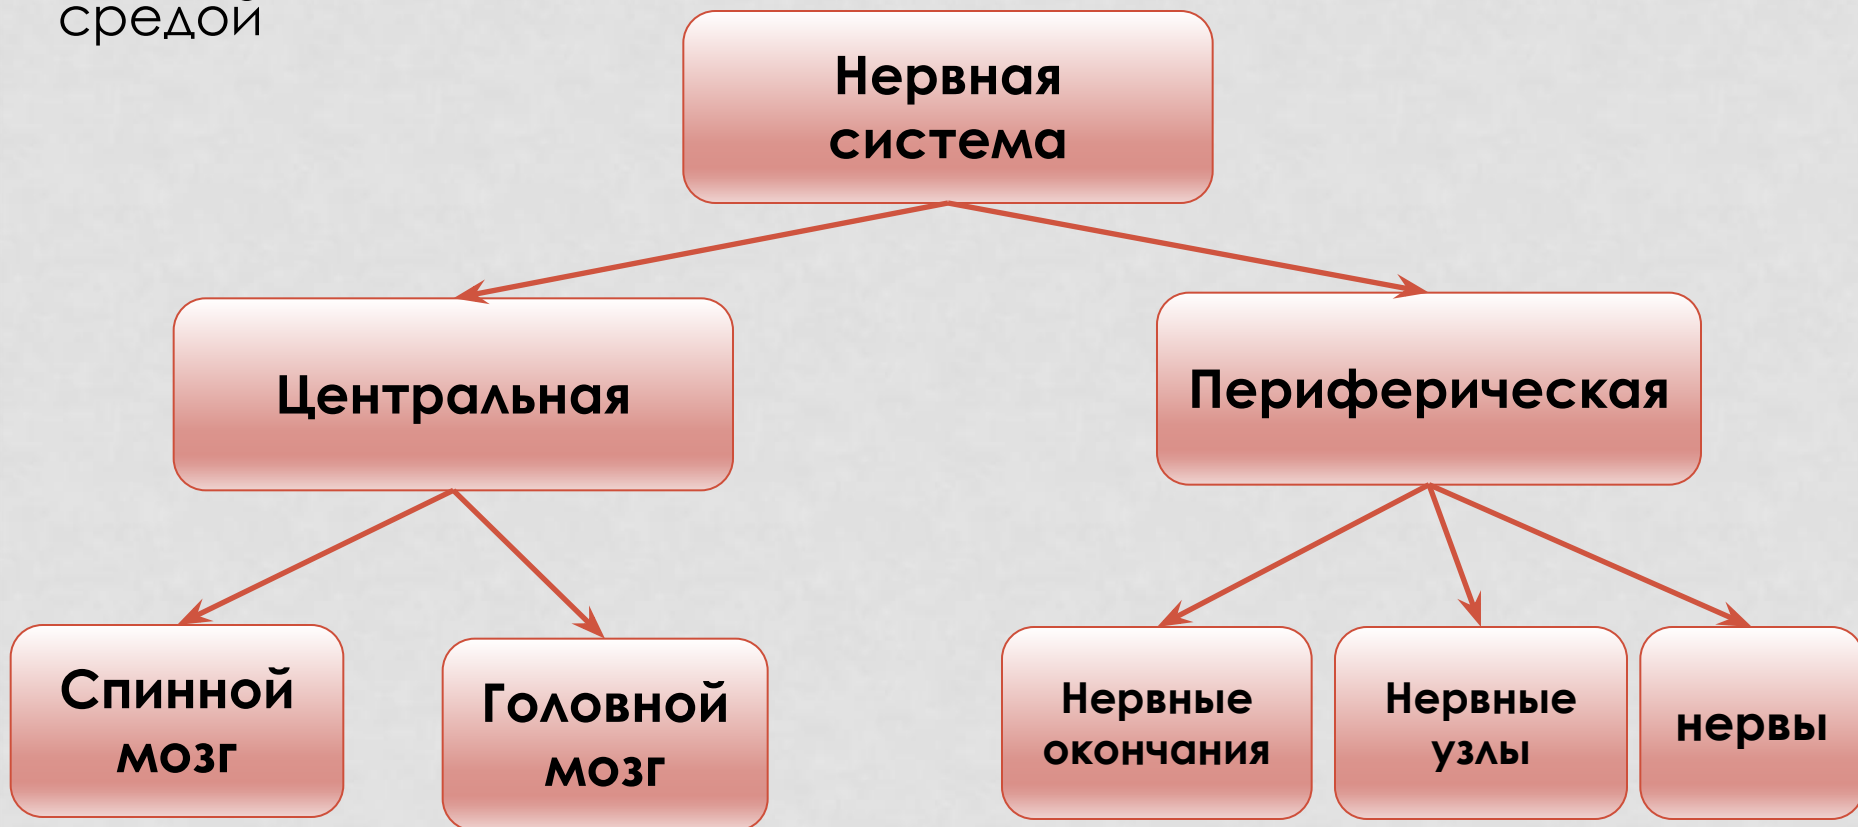 средой
Нервная
система
Центральная
Периферическая
Спинной
мозг
Головной
мозг
Нервные
окончания
Нервные
узлы
нервы